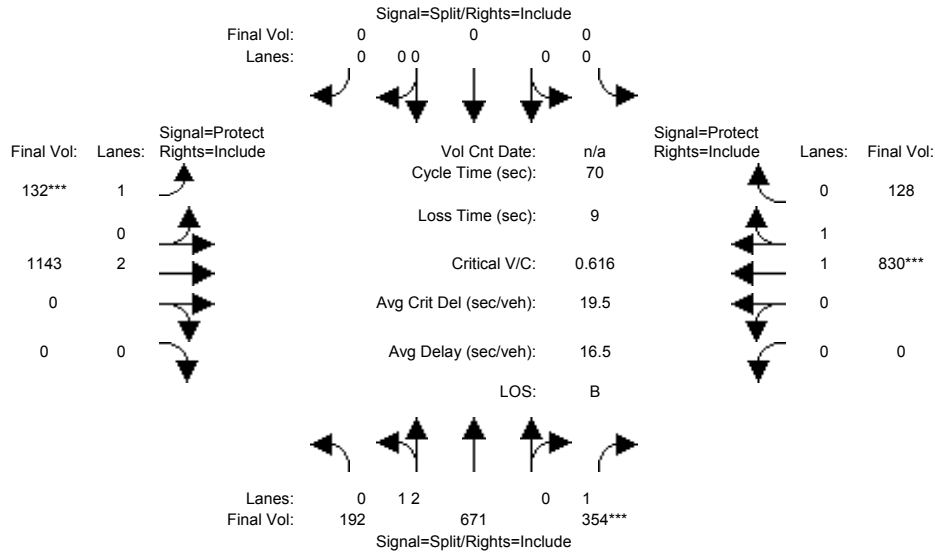 Signal=Split/Rights=Include
Final Vol: 0 0 0
Lanes: 0 0 0 0 0
Signal=Protect Signal=Protect
Final Vol: Lanes: Rights=Include Vol Cnt Date: n/a Rights=Include Lanes: Final Vol:
Cycle Time (sec): 70
132*** 1 0 128
Loss Time (sec): 9
0 1
1143 2 Critical V/C: 0.616 1 830***
0 Avg Crit Del (sec/veh): 19.5 0
0 0 Avg Delay (sec/veh): 16.5 0 0
LOS: B
Lanes: 0 1 2 0 1
Final Vol: 192 671 354***
Signal=Split/Rights=Include